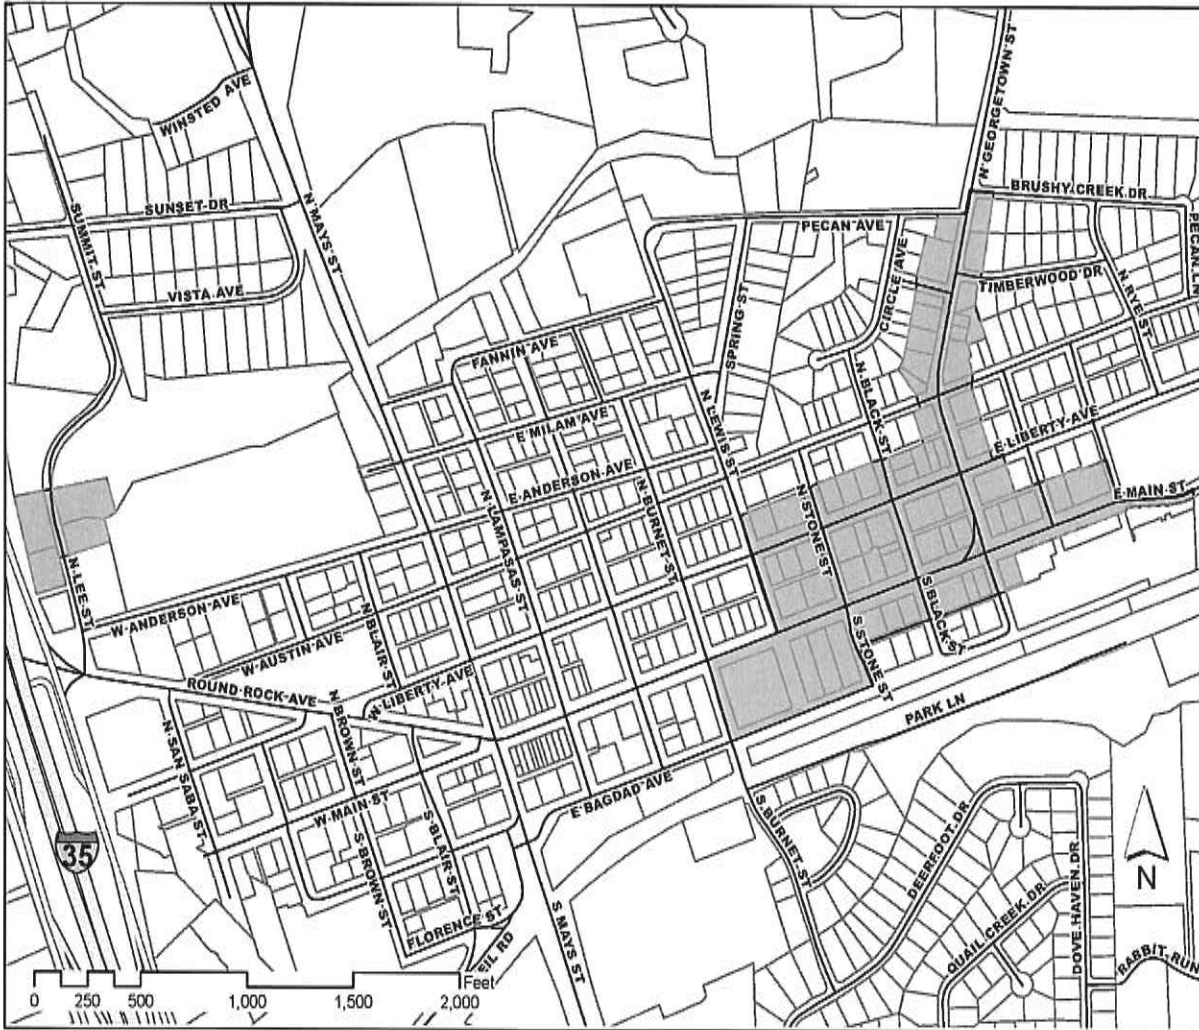 WINSTED AVE
N GEORGETOWN ST
BRUSHY CREEK DR
SUNSET DR
SUMMIT ST
N MAYS ST
PECAN AVE
PECAN LN
CIRCLE AVE
TIMBERWOOD DR
N RYE ST
VISTA AVE
SPRING ST
FANNIN AVE
N BLACK ST
E MILAM AVE
N LEWIS ST
E LIBERTY AVE
E ANDERSON AVE
N LAMPASAS ST
N BURNET ST
N STONE ST
E MAIN ST
N LEE ST
W ANDERSON AVE
N BLAIR ST
S BLACK ST
S STONE ST
W AUSTIN AVE
ROUND ROCK AVE
W LIBERTY AVE
N BROWN ST
N SAN SABA ST
PARK LN
W MAIN ST
E BAGDAD AVE
S BLAIR ST
S BROWN ST
S BURNET ST
DEERFOOT DR
35
N
QUAIL CREEK DR
DOVE HAVEN DR
FLORENCE ST
EIL RD
S MAYS ST
RABBIT RUN
Feet
0 250 500 1,000 1,500 2,000